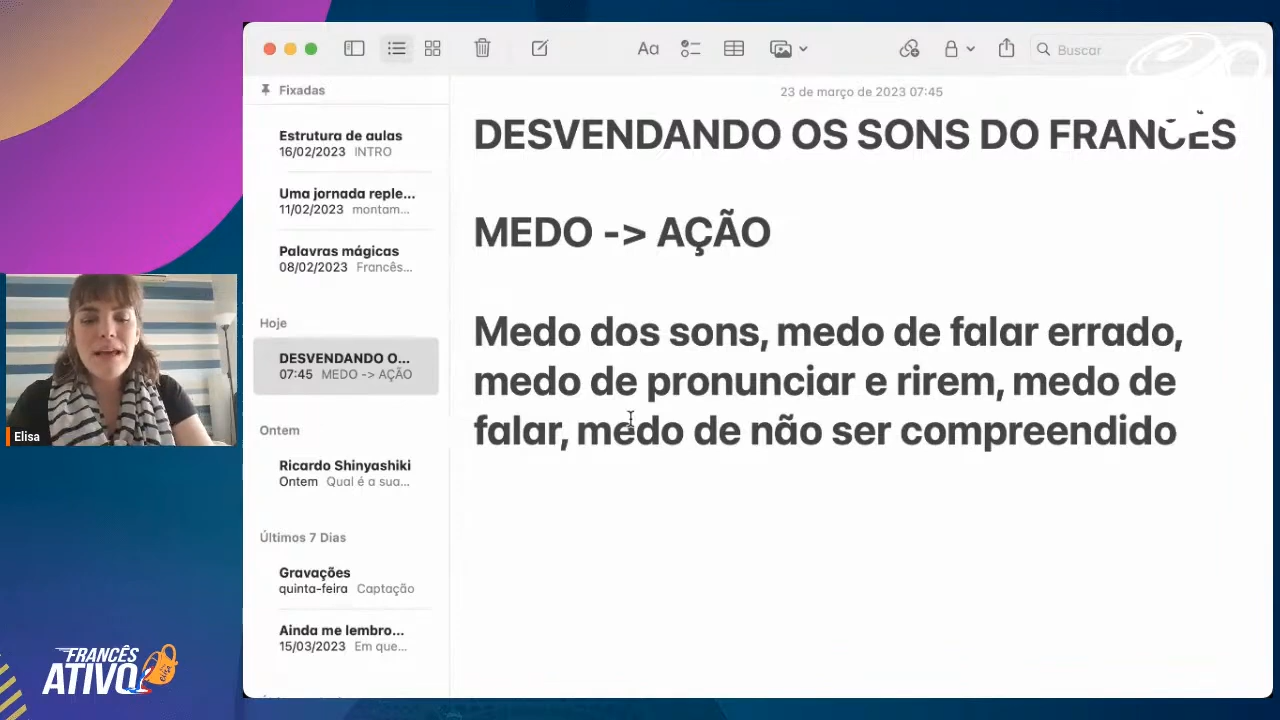 Buscar
Fixadas
Estrutura de aulas
16/02/2023 INTRO
Uma jornada reple...
11/02/2023 montam...
Palavras mágicas
08/02/2023 Francês...
Hoje
DESVENDANDO O...
07:45 MEDO -> AÇÃO
Ontem
Ricardo Shinyashiki
Ontem Qual é a sua...
Últimos 7 Dias
Gravações
quinta-feira Captação
Ainda me lembro...
15/03/2023 Em que...
23 de março de 2023 07:45
DESVENDANDO OS SONS DO FRANCÊS
MEDO -> AÇÃO
Medo dos sons, medo de falar errado,
medo de pronunciar e rirem, medo de
falar, medo de não ser compreendido
Aa
Elisa
FRANCÊS
ATIVO